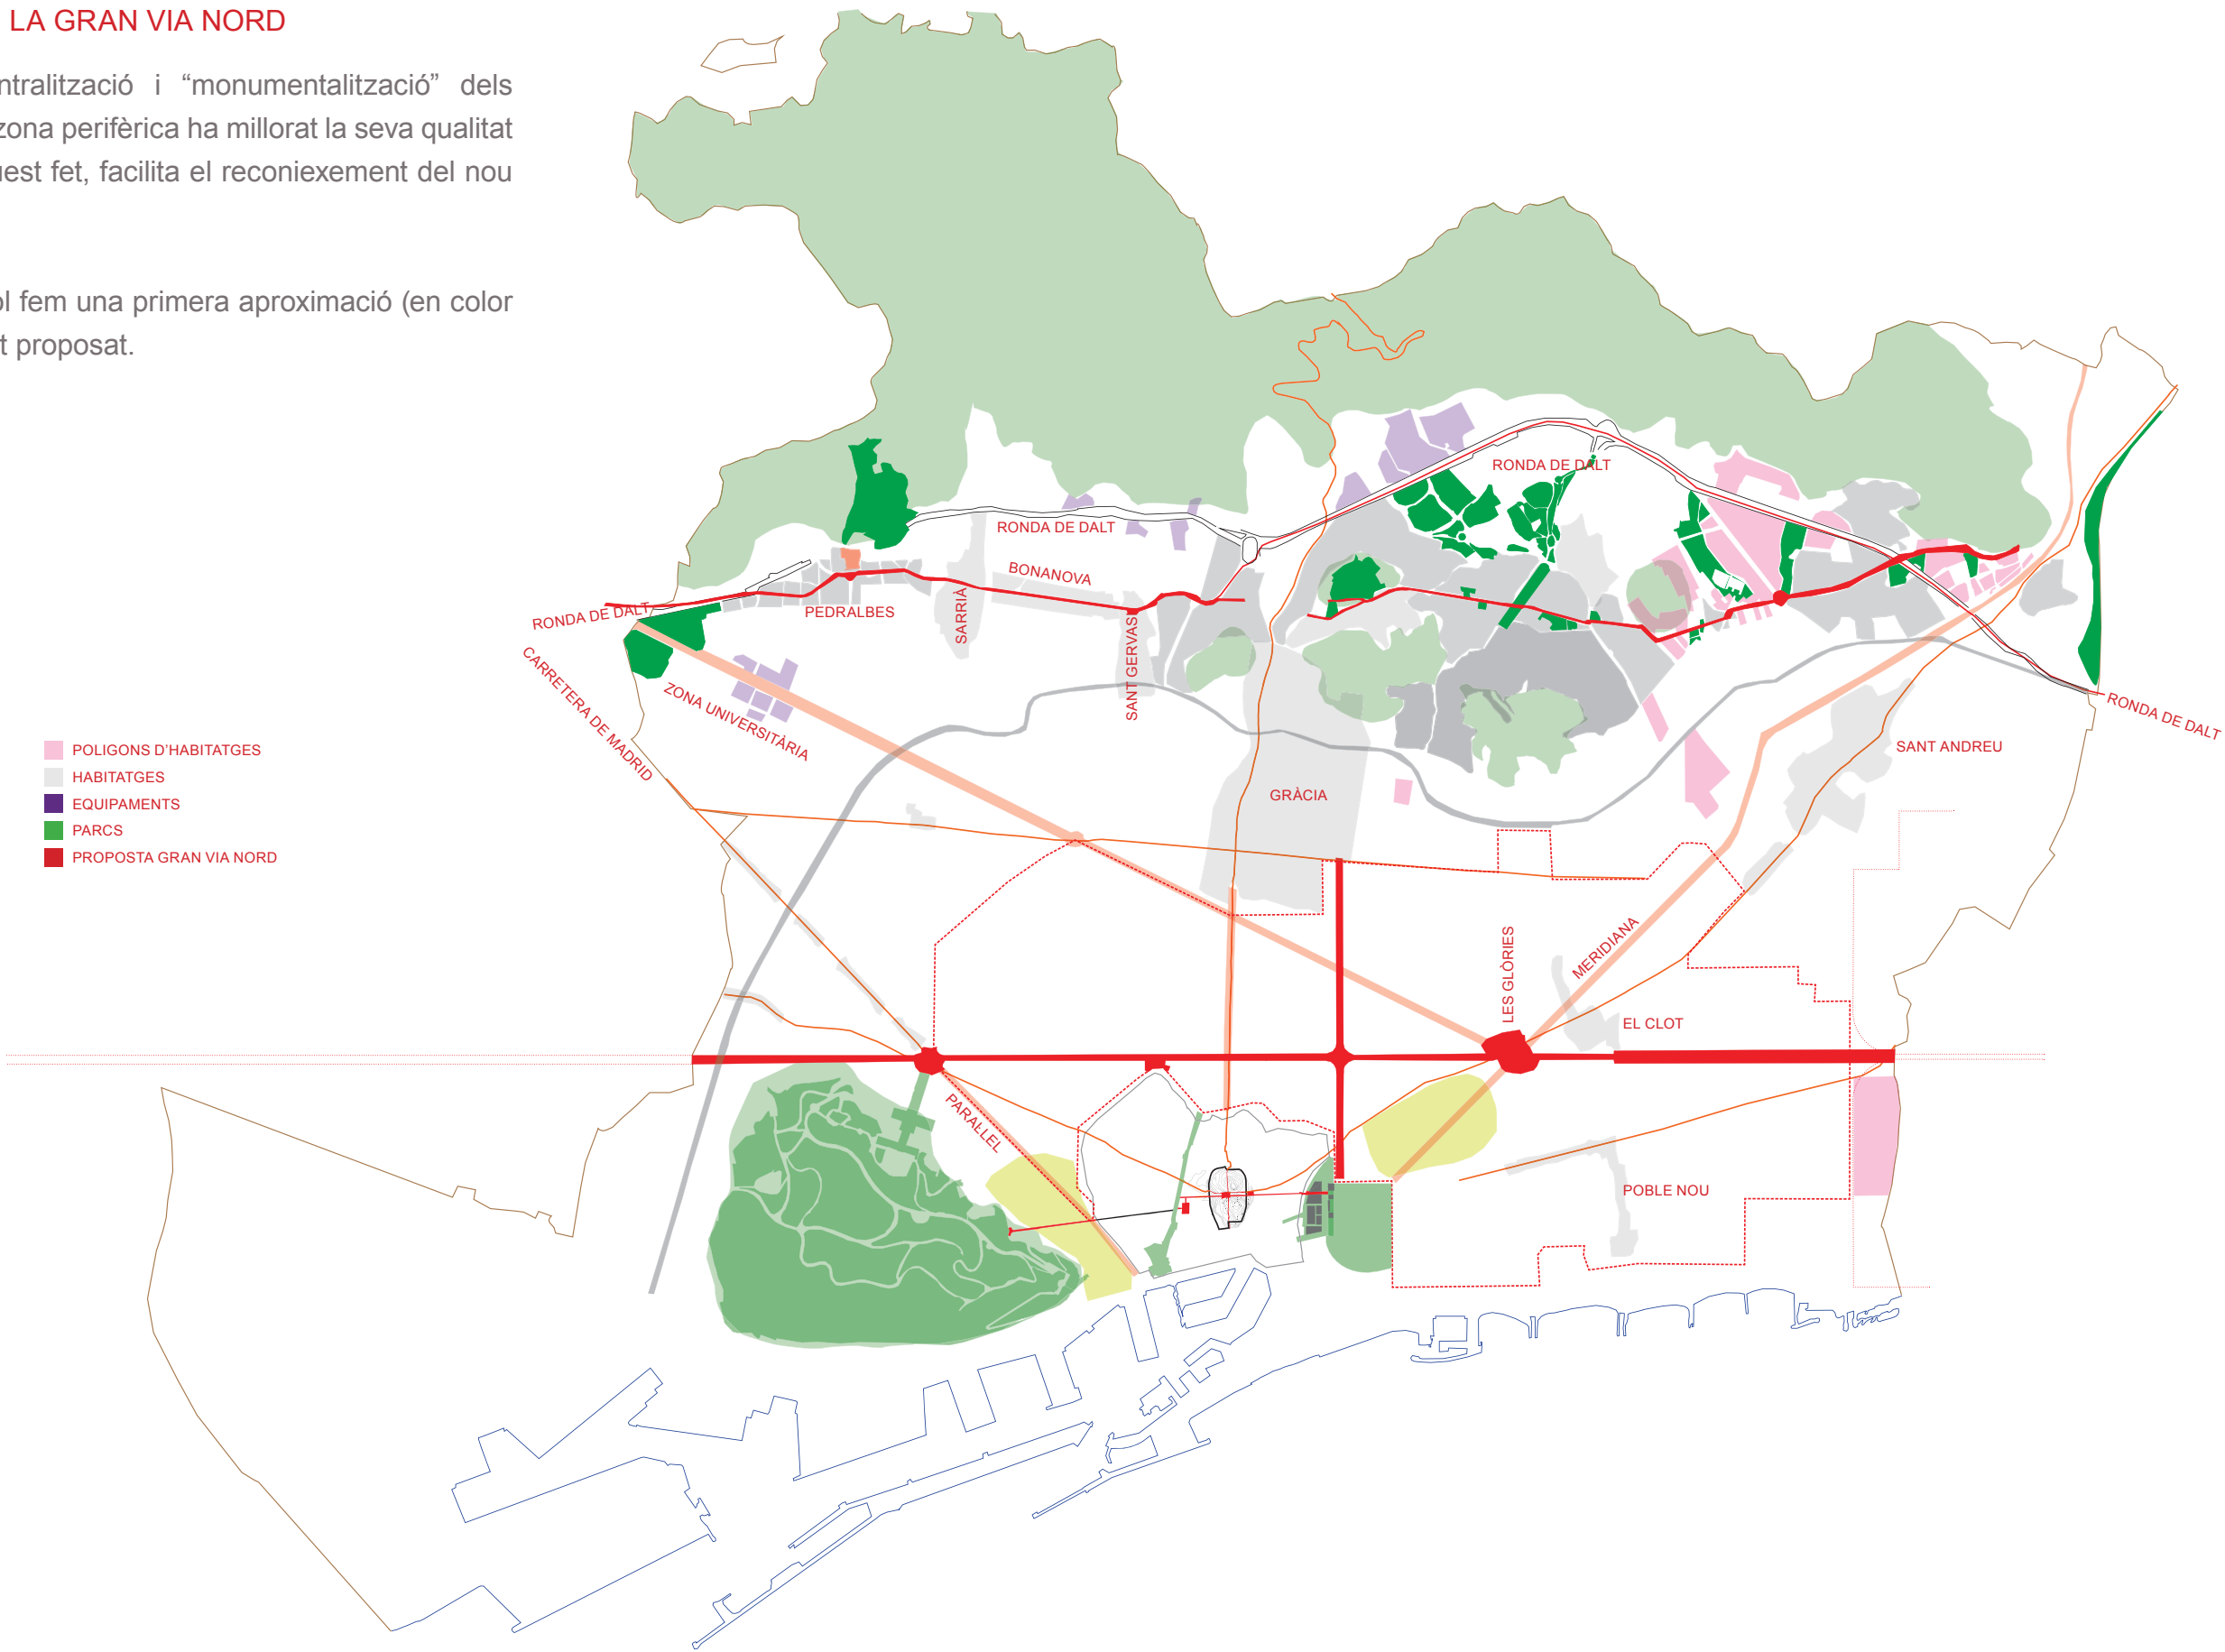 LA GRAN VIA NORD
ntralització i “monumentalització” dels
zona perifèrica ha millorat la seva qualitat
uest fet, facilita el reconiexement del nou
ol fem una primera aproximació (en color
t proposat.
RONDA DE DALT
RONDA DE DALT
BONANOVA
PEDRALBES
SARRIÀ
RONDA DE DALT
SANT GERVASI
CARRETERA DE MADRID
ZONA UNIVERSITÀRIA
RONDA DE DALT
SANT ANDREU
POLIGONS D’HABITATGES
HABITATGES
EQUIPAMENTS
PARCS
PROPOSTA GRAN VIA NORD
GRÀCIA
LES GLÒRIES
MERIDIANA
EL CLOT
PARAL·LEL
POBLE NOU